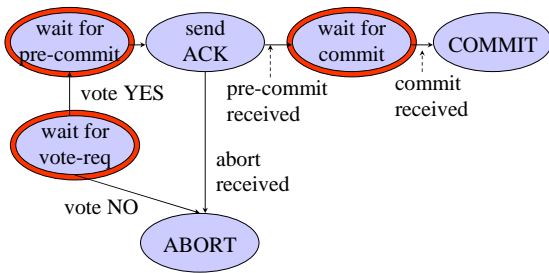 wait for
pre-commit
send
ACK
wait for
commit
COMMIT
vote YES
pre-commit
received
commit
received
wait for
vote-req
abort
received
vote NO
ABORT